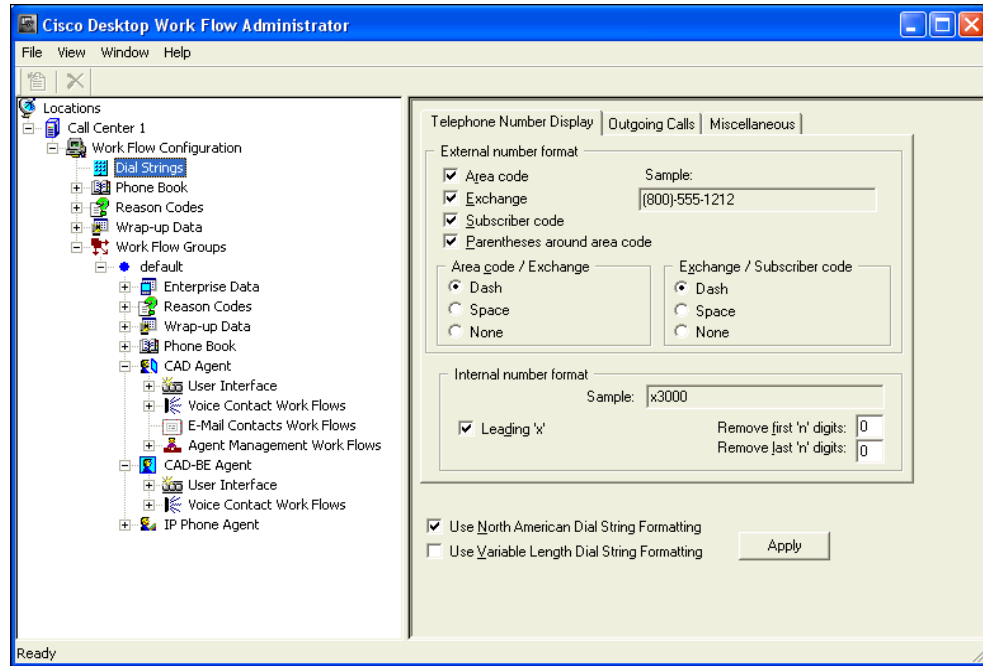 Cisco Desktop Work Flow Administrator
File View Window Help
Locations
Call Center 1
Work Flow Configuration
Dial Strings
Phone Book
Reason Codes
Wrap-up Data
Work Flow Groups
default
Enterprise Data
Reason Codes
Wrap-up Data
Phone Book
CAD Agent
User Interface
Voice Contact Work Flows
E-Mail Contacts Work Flows
Agent Management Work Flows
CAD-BE Agent
User Interface
Voice Contact Work Flows
IP Phone Agent
Telephone Number Display Outgoing Calls Miscellaneous
External number format
Area code
Exchange
Subscriber code
Parentheses around area code
Sample:
(800)-555-1212
Area code / Exchange
Dash
Space
None
Exchange / Subscriber code
Dash
Space
None
Internal number format
Sample: x3000
Leading 'x'
Remove first 'n' digits: 0
Remove last 'n' digits: 0
Use North American Dial String Formatting
Use Variable Length Dial String Formatting
Apply
Ready